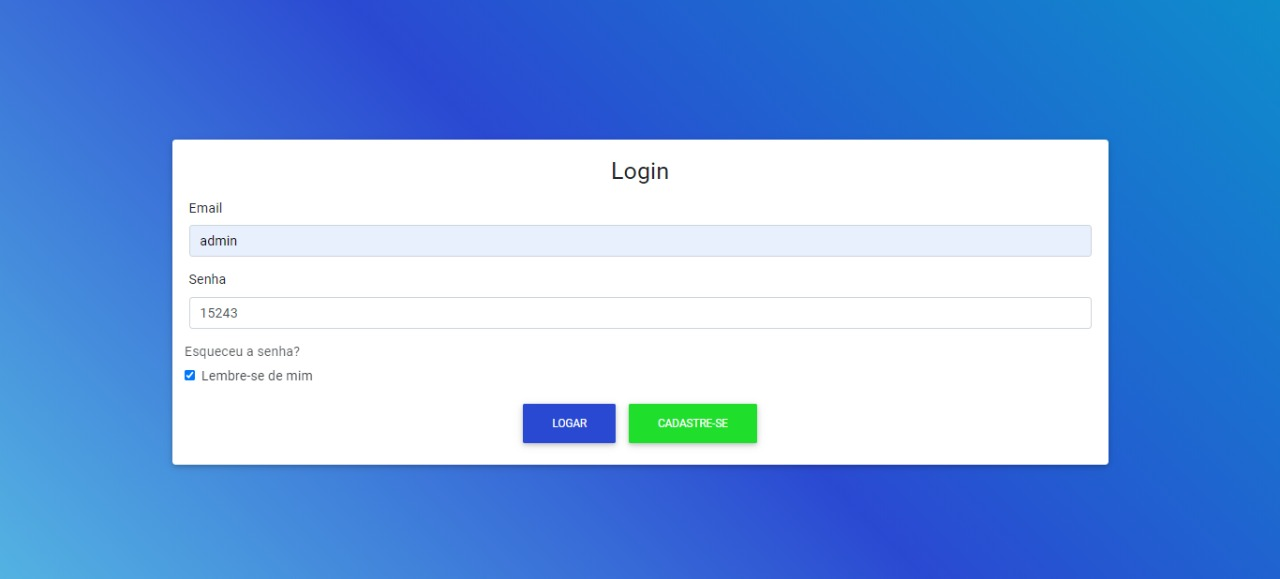 Login
Email
admin
Senha
15243
Esqueceu a senha?
Lembre-se de mim
LOGAR CADASTRE-SE